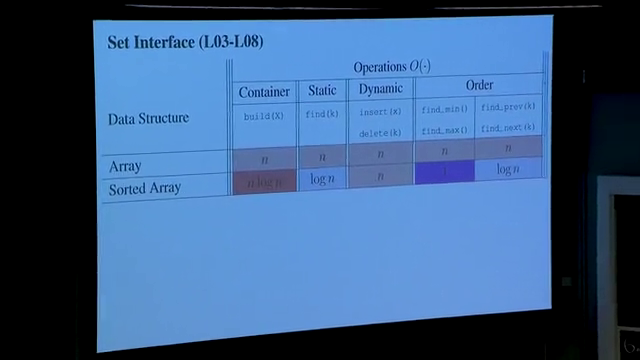 Set Interface (L03-L08)
Operations O(·)
Container Static Dynamic Order
Data Structure build(X) find(k) insert(x) find_min() find_prev(k)
delete(k) find_max() find_next(k)
Array n n n n n
Sorted Array n log n log n n log n